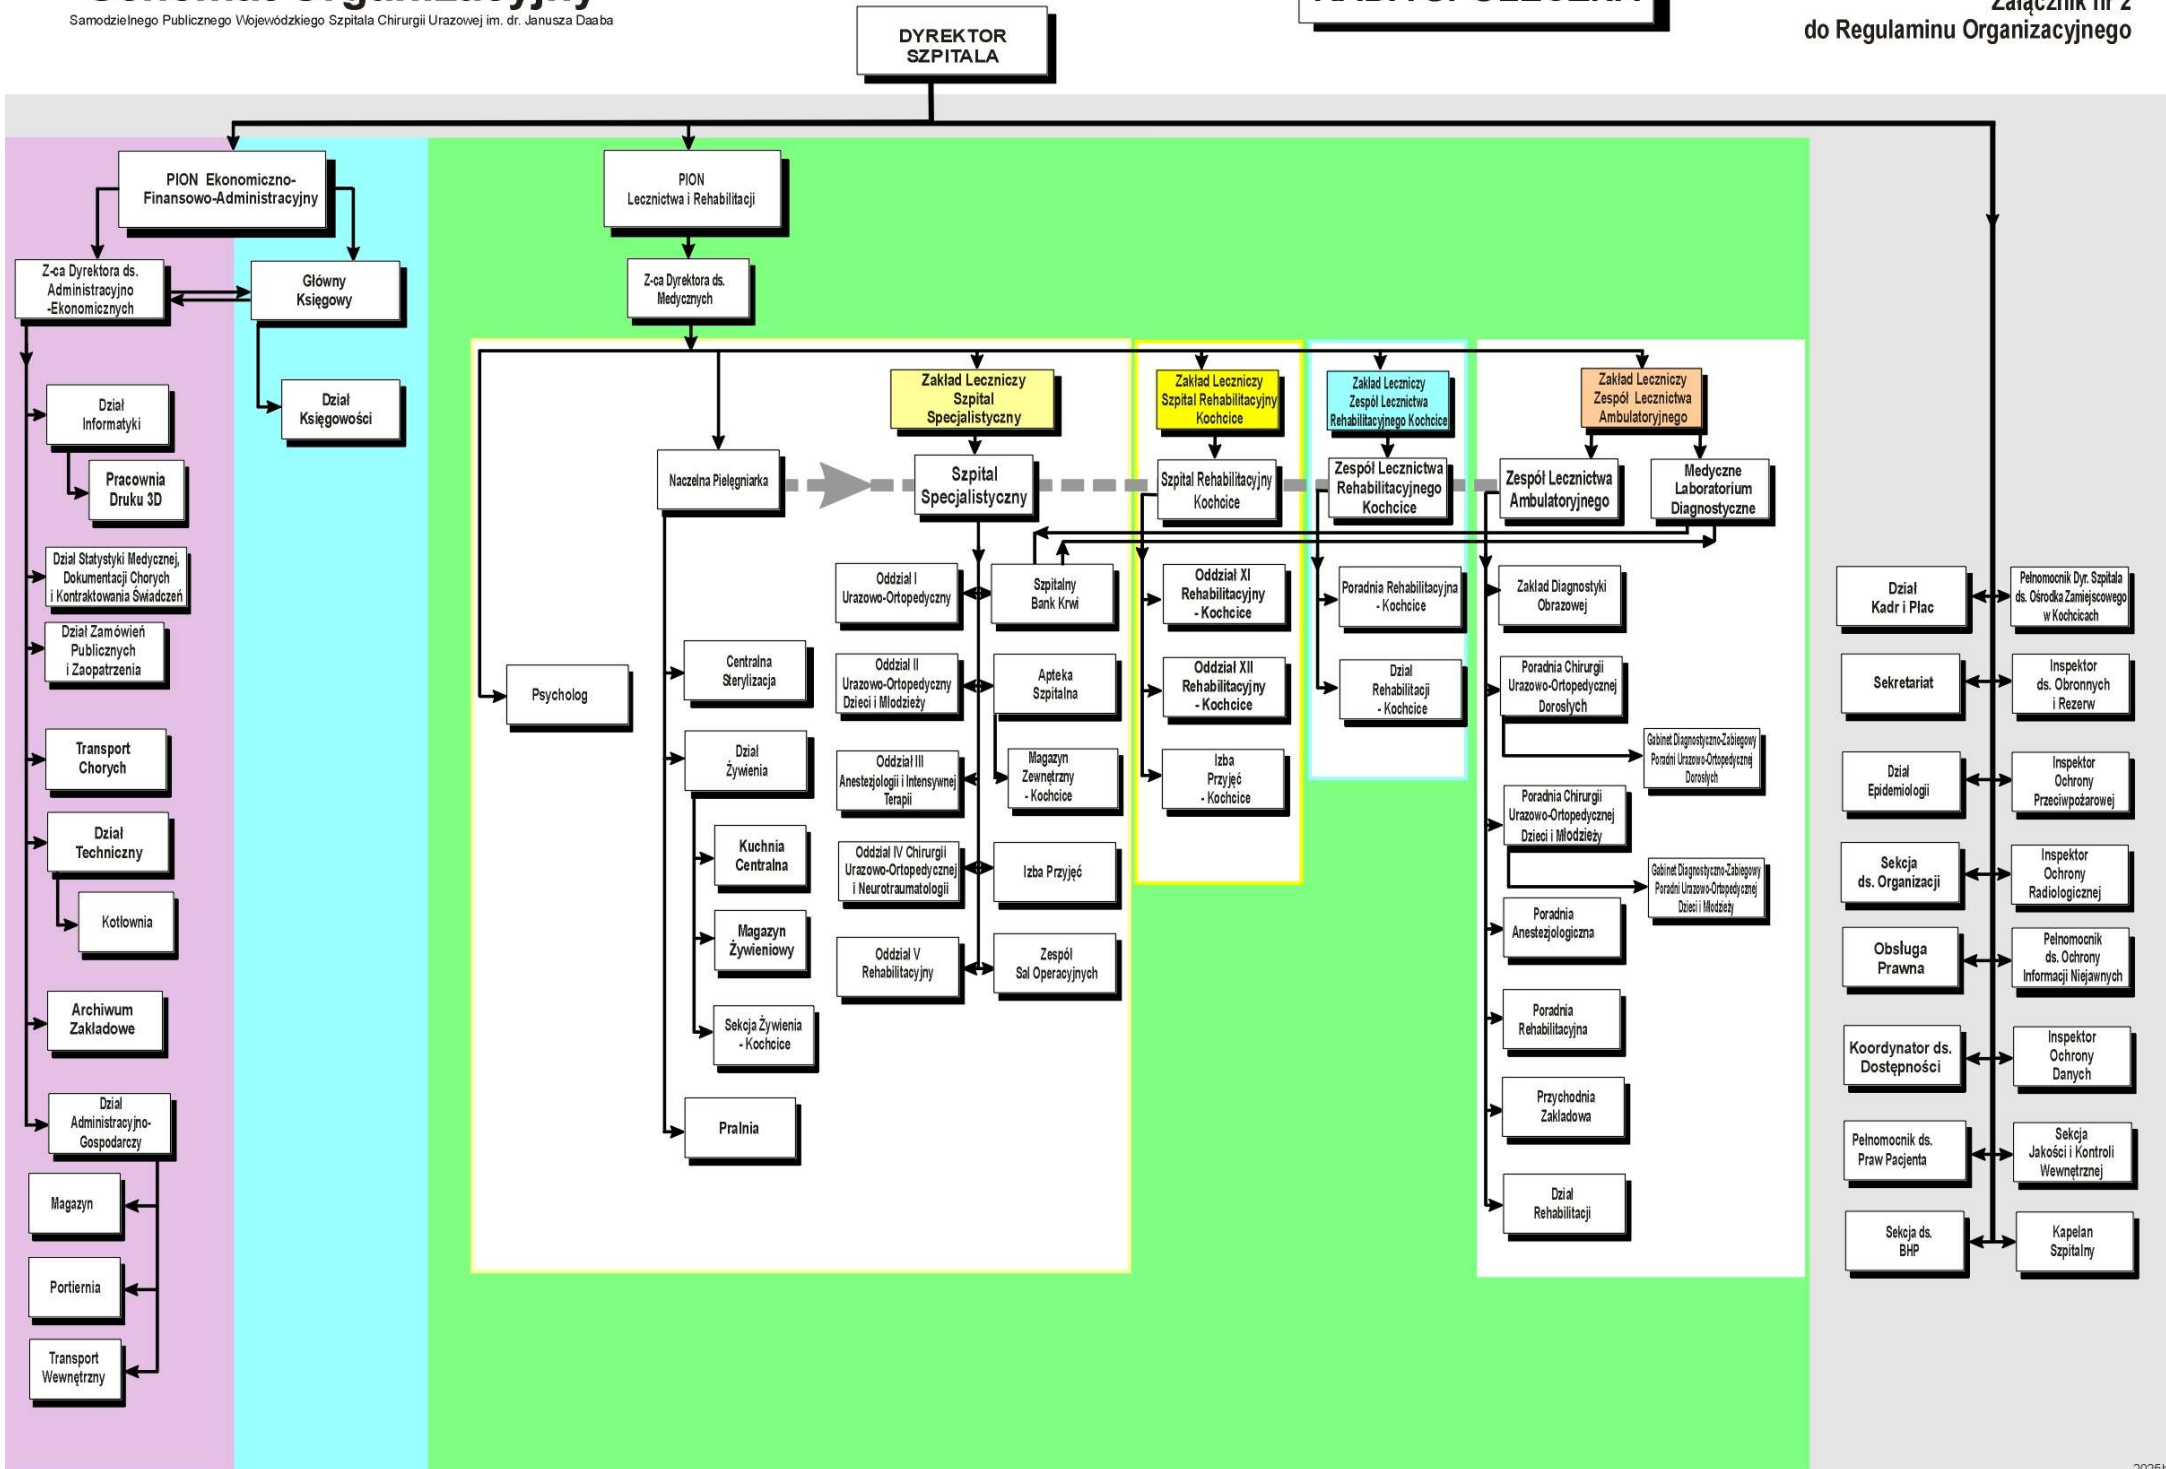 Schemat Organizacyjny
Samodzielnego Publicznego Wojewódzkiego Szpitala Chirurgii Urazowej im. dr. Janusza Daaba
RADA SPOŁECZNA
Załącznik nr 2
do Regulaminu Organizacyjnego
DYREKTOR
SZPITALA
PION Ekonomiczno-
Finansowo-Administracyjny
Z-ca Dyrektora ds.
Administracyjno
-Ekonomicznych
Główny
Księgowy
Dział
Księgowości
Dział
Informatyki
Pracownia
Druku 3D
Dział Statystyki Medycznej,
Dokumentacji Chorych
i Kontraktowania Świadczeń
Dział Zamówień
Publicznych
i Zaopatrzenia
Transport
Chorych
Dział
Techniczny
Kotłownia
Archiwum
Zakładowe
Dział
Administracyjno-
Gospodarczy
Magazyn
Portiernia
Transport
Wewnętrzny
PION
Lecznictwa i Rehabilitacji
Z-ca Dyrektora ds.
Medycznych
Psycholog
Naczelna Pielęgniarka
Centralna
Sterylizacja
Dział
Żywienia
Kuchnia
Centralna
Magazyn
Żywieniowy
Sekcja Żywienia
- Kochcice
Pralnia
Zakład Leczniczy
Szpital
Specjalistyczny
Szpital
Specjalistyczny
Oddział I
Urazowo-Ortopedyczny
Szpitalny
Bank Krwi
Oddział II
Urazowo-Ortopedyczny
Dzieci i Młodzieży
Apteka
Szpitalna
Oddział III
Anestezjologii i Intensywnej
Terapii
Magazyn
Zewnętrzny
- Kochcice
Oddział IV Chirurgii
Urazowo-Ortopedycznej
i Neurotraumatologii
Izba Przyjęć
Oddział V
Rehabilitacyjny
Zespół
Sal Operacyjnych
Zakład Leczniczy
Szpital Rehabilitacyjny
Kochcice
Szpital Rehabilitacyjny
Kochcice
Oddział XI
Rehabilitacyjny
- Kochcice
Oddział XII
Rehabilitacyjny
- Kochcice
Izba
Przyjęć
- Kochcice
Zakład Leczniczy
Zespół Lecznictwa
Rehabilitacyjnego Kochcice
Zespół Lecznictwa
Rehabilitacyjnego
Kochcice
Poradnia Rehabilitacyjna
- Kochcice
Dział
Rehabilitacji
- Kochcice
Zakład Leczniczy
Zespół Lecznictwa
Ambulatoryjnego
Zespół Lecznictwa
Ambulatoryjnego
Medyczne
Laboratorium
Diagnostyczne
Zakład Diagnostyki
Obrazowej
Poradnia Chirurgii
Urazowo-Ortopedycznej
Dorosłych
Gabinet Diagnostyczno-Zabiegowy
Poradni Urazowo-Ortopedycznej
Dorosłych
Poradnia Chirurgii
Urazowo-Ortopedycznej
Dzieci i Młodzieży
Gabinet Diagnostyczno-Zabiegowy
Poradni Urazowo-Ortopedycznej
Dzieci i Młodzieży
Poradnia
Anestezjologiczna
Poradnia
Rehabilitacyjna
Przychodnia
Zakładowa
Dział
Rehabilitacji
Dział
Kadr i Płac
Pełnomocnik Dyr. Szpitala
ds. Ośrodka Zamiejscowego
w Kochcicach
Sekretariat
Inspektor
ds. Obronnych
i Rezerw
Dział
Epidemiologii
Inspektor
Ochrony
Przeciwpożarowej
Sekcja
ds. Organizacji
Inspektor
Ochrony
Radiologicznej
Obsługa
Prawna
Pełnomocnik
ds. Ochrony
Informacji Niejawnych
Koordynator ds.
Dostępności
Inspektor
Ochrony
Danych
Pełnomocnik ds.
Praw Pacjenta
Sekcja
Jakości i Kontroli
Wewnętrznej
Sekcja ds.
BHP
Kapelan
Szpitalny